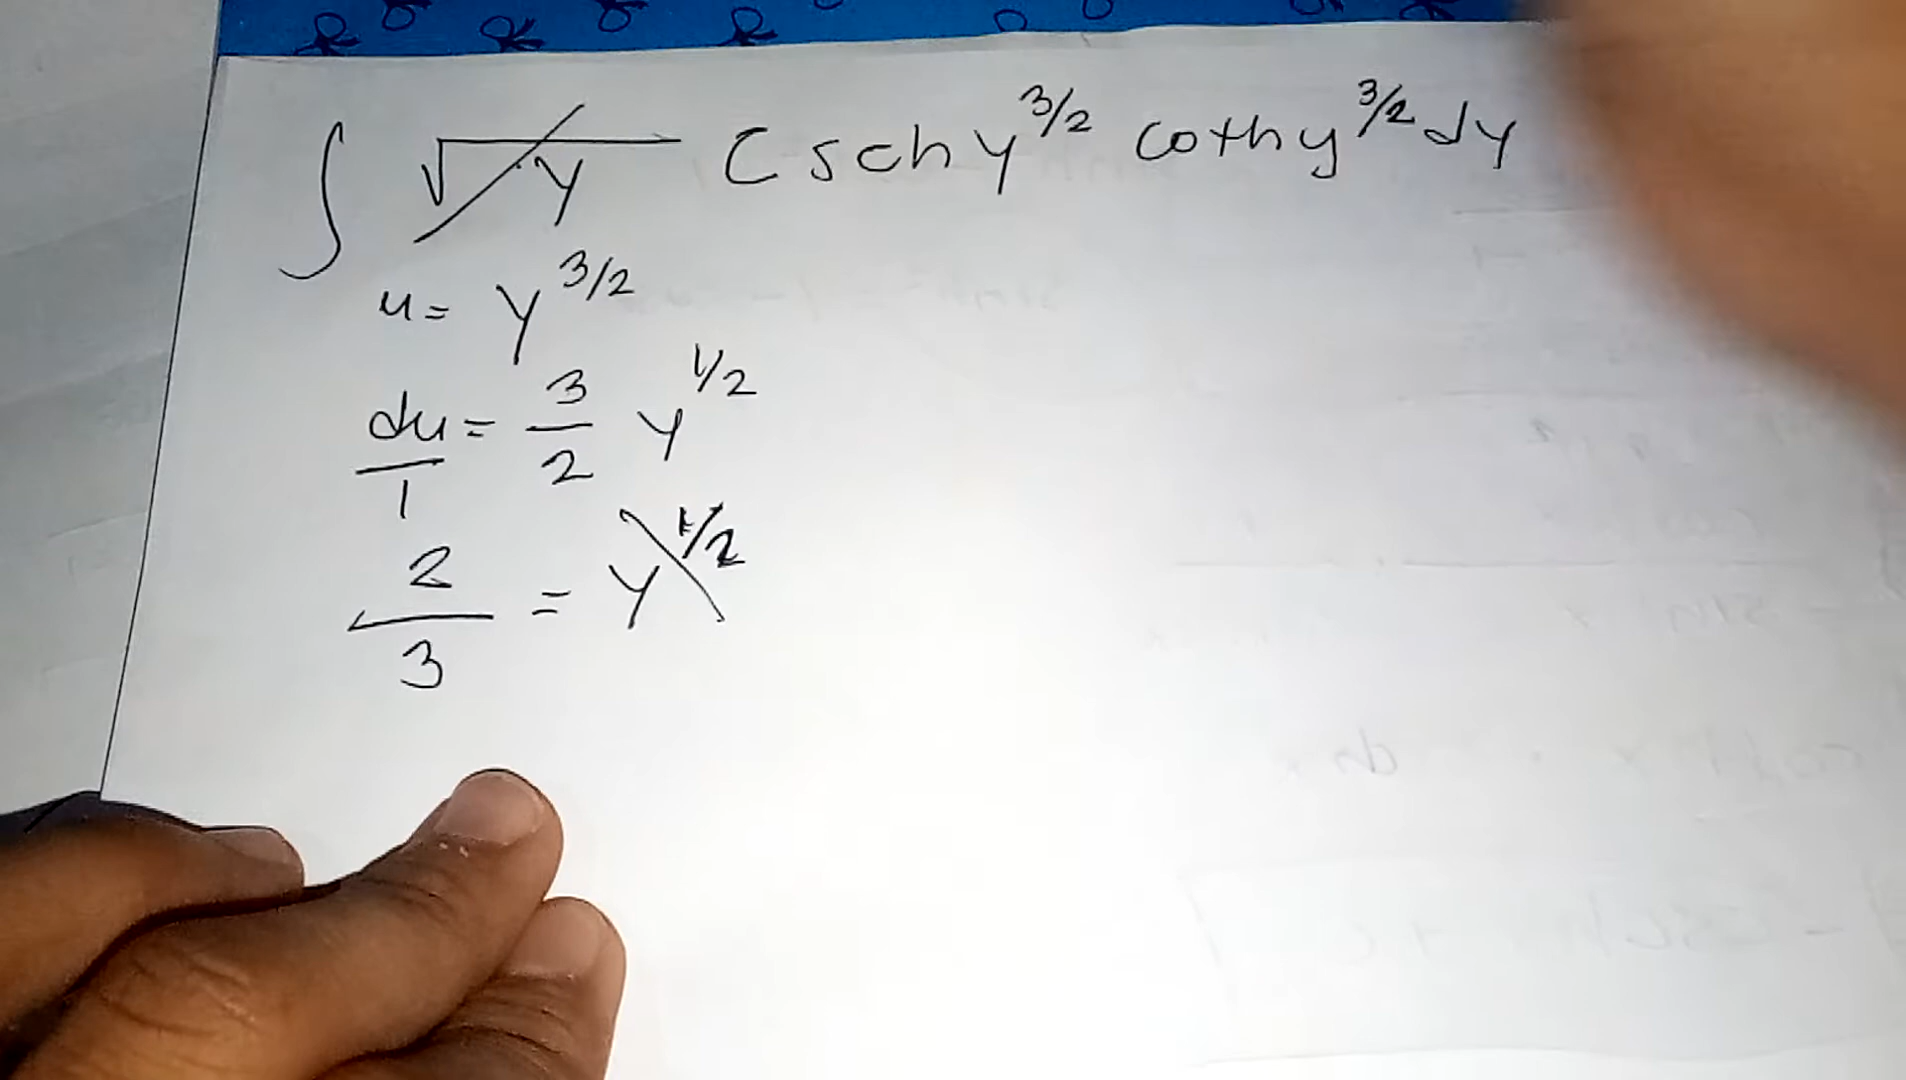 ∫ √y Csch y^3/2 coth y^3/2 dy
u = y^3/2
du/1 = 3/2 y^1/2
2/3 = y^1/2